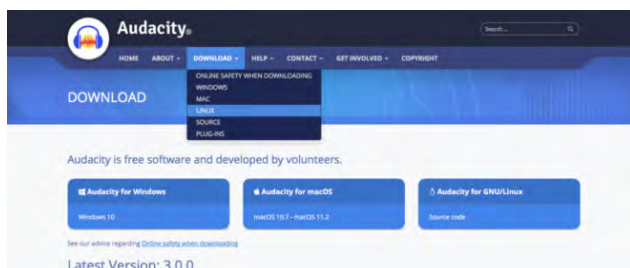 Audacity®
Search...
HOME ABOUT DOWNLOAD HELP CONTACT GET INVOLVED COPYRIGHT
ONLINE SAFETY WHEN DOWNLOADING
WINDOWS
MAC
LINUX
SOURCE
PLUG-INS
DOWNLOAD
Audacity is free software and developed by volunteers.
Audacity for Windows
Windows 10
Audacity for macOS
macOS 10.7 - macOS 11.2
Audacity for GNU/Linux
Source code
See our advice regarding Online safety when downloading
Latest Version: 3.0.0